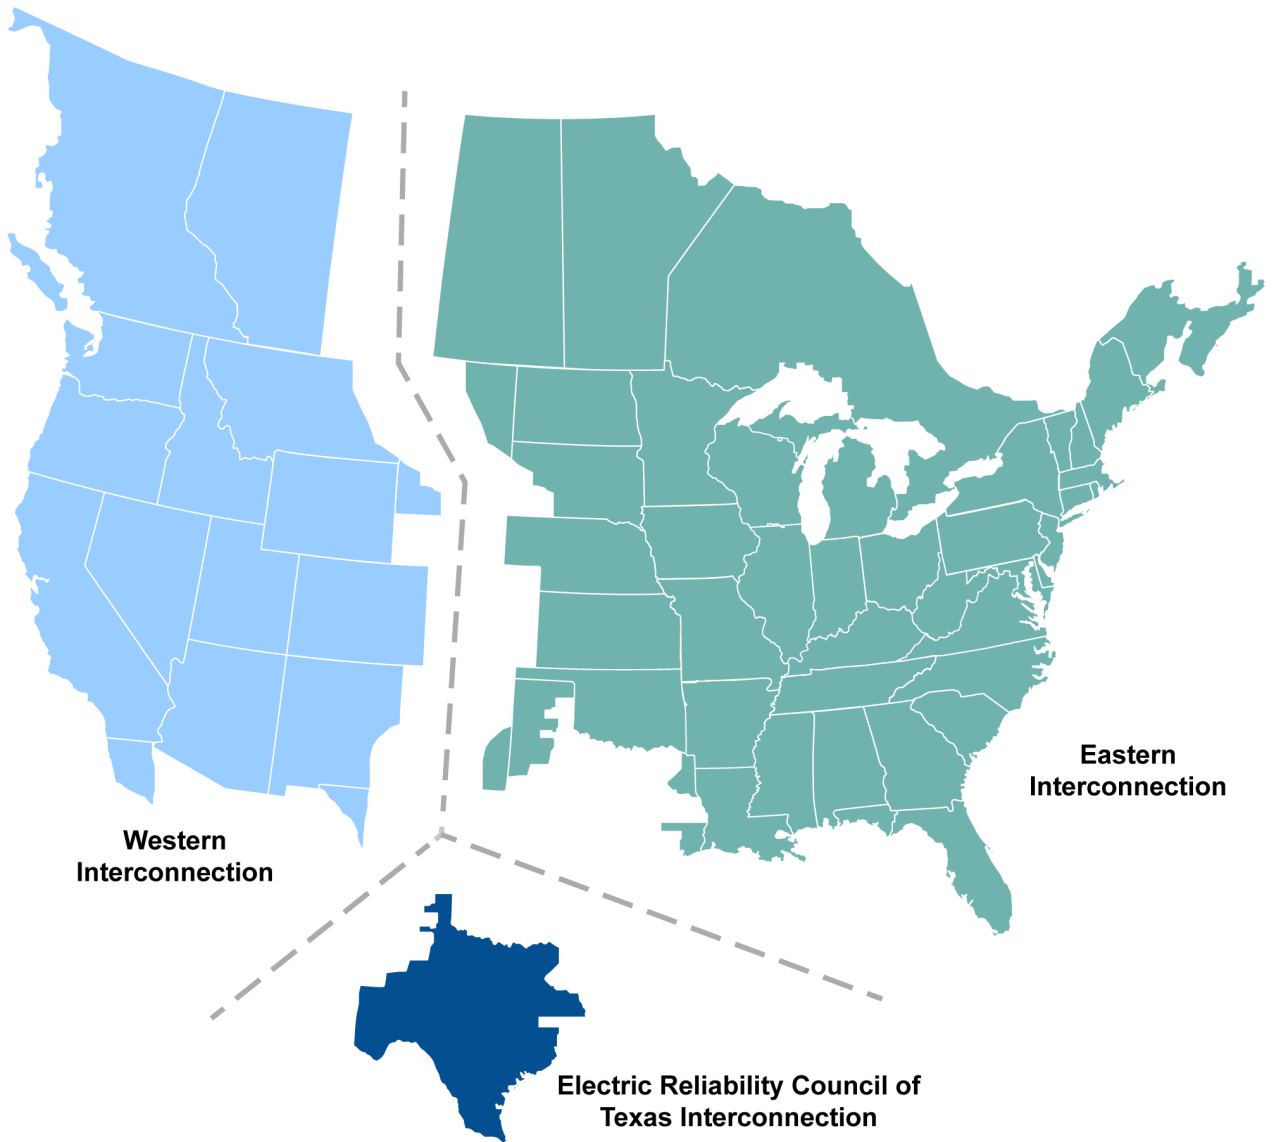 Eastern
Interconnection
Western
Interconnection
Electric Reliability Council of
Texas Interconnection